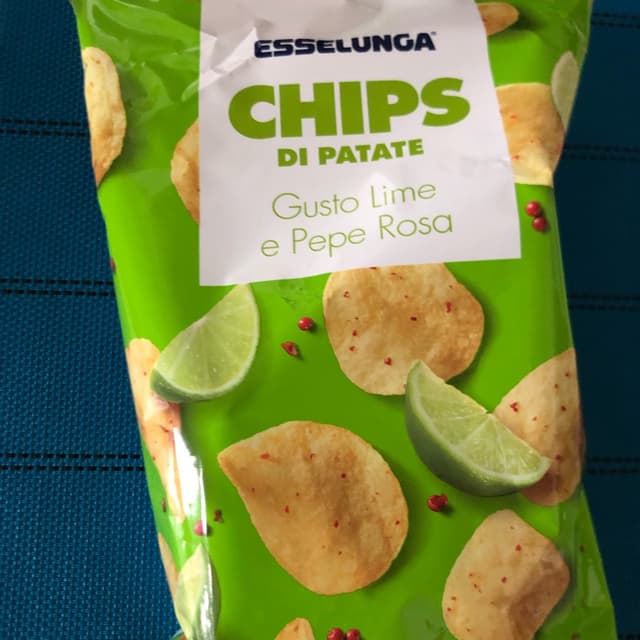 ESSELUNGA
CHIPS
DI PATATE
Gusto Lime
e Pepe Rosa